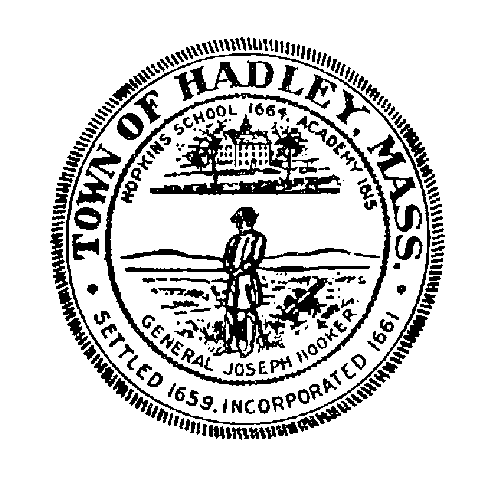 TOWN OF HADLEY, MASS.
HOPKINS SCHOOL 1664. ACADEMY 1815
GENERAL JOSEPH HOOKER
SETTLED 1659. INCORPORATED 1661